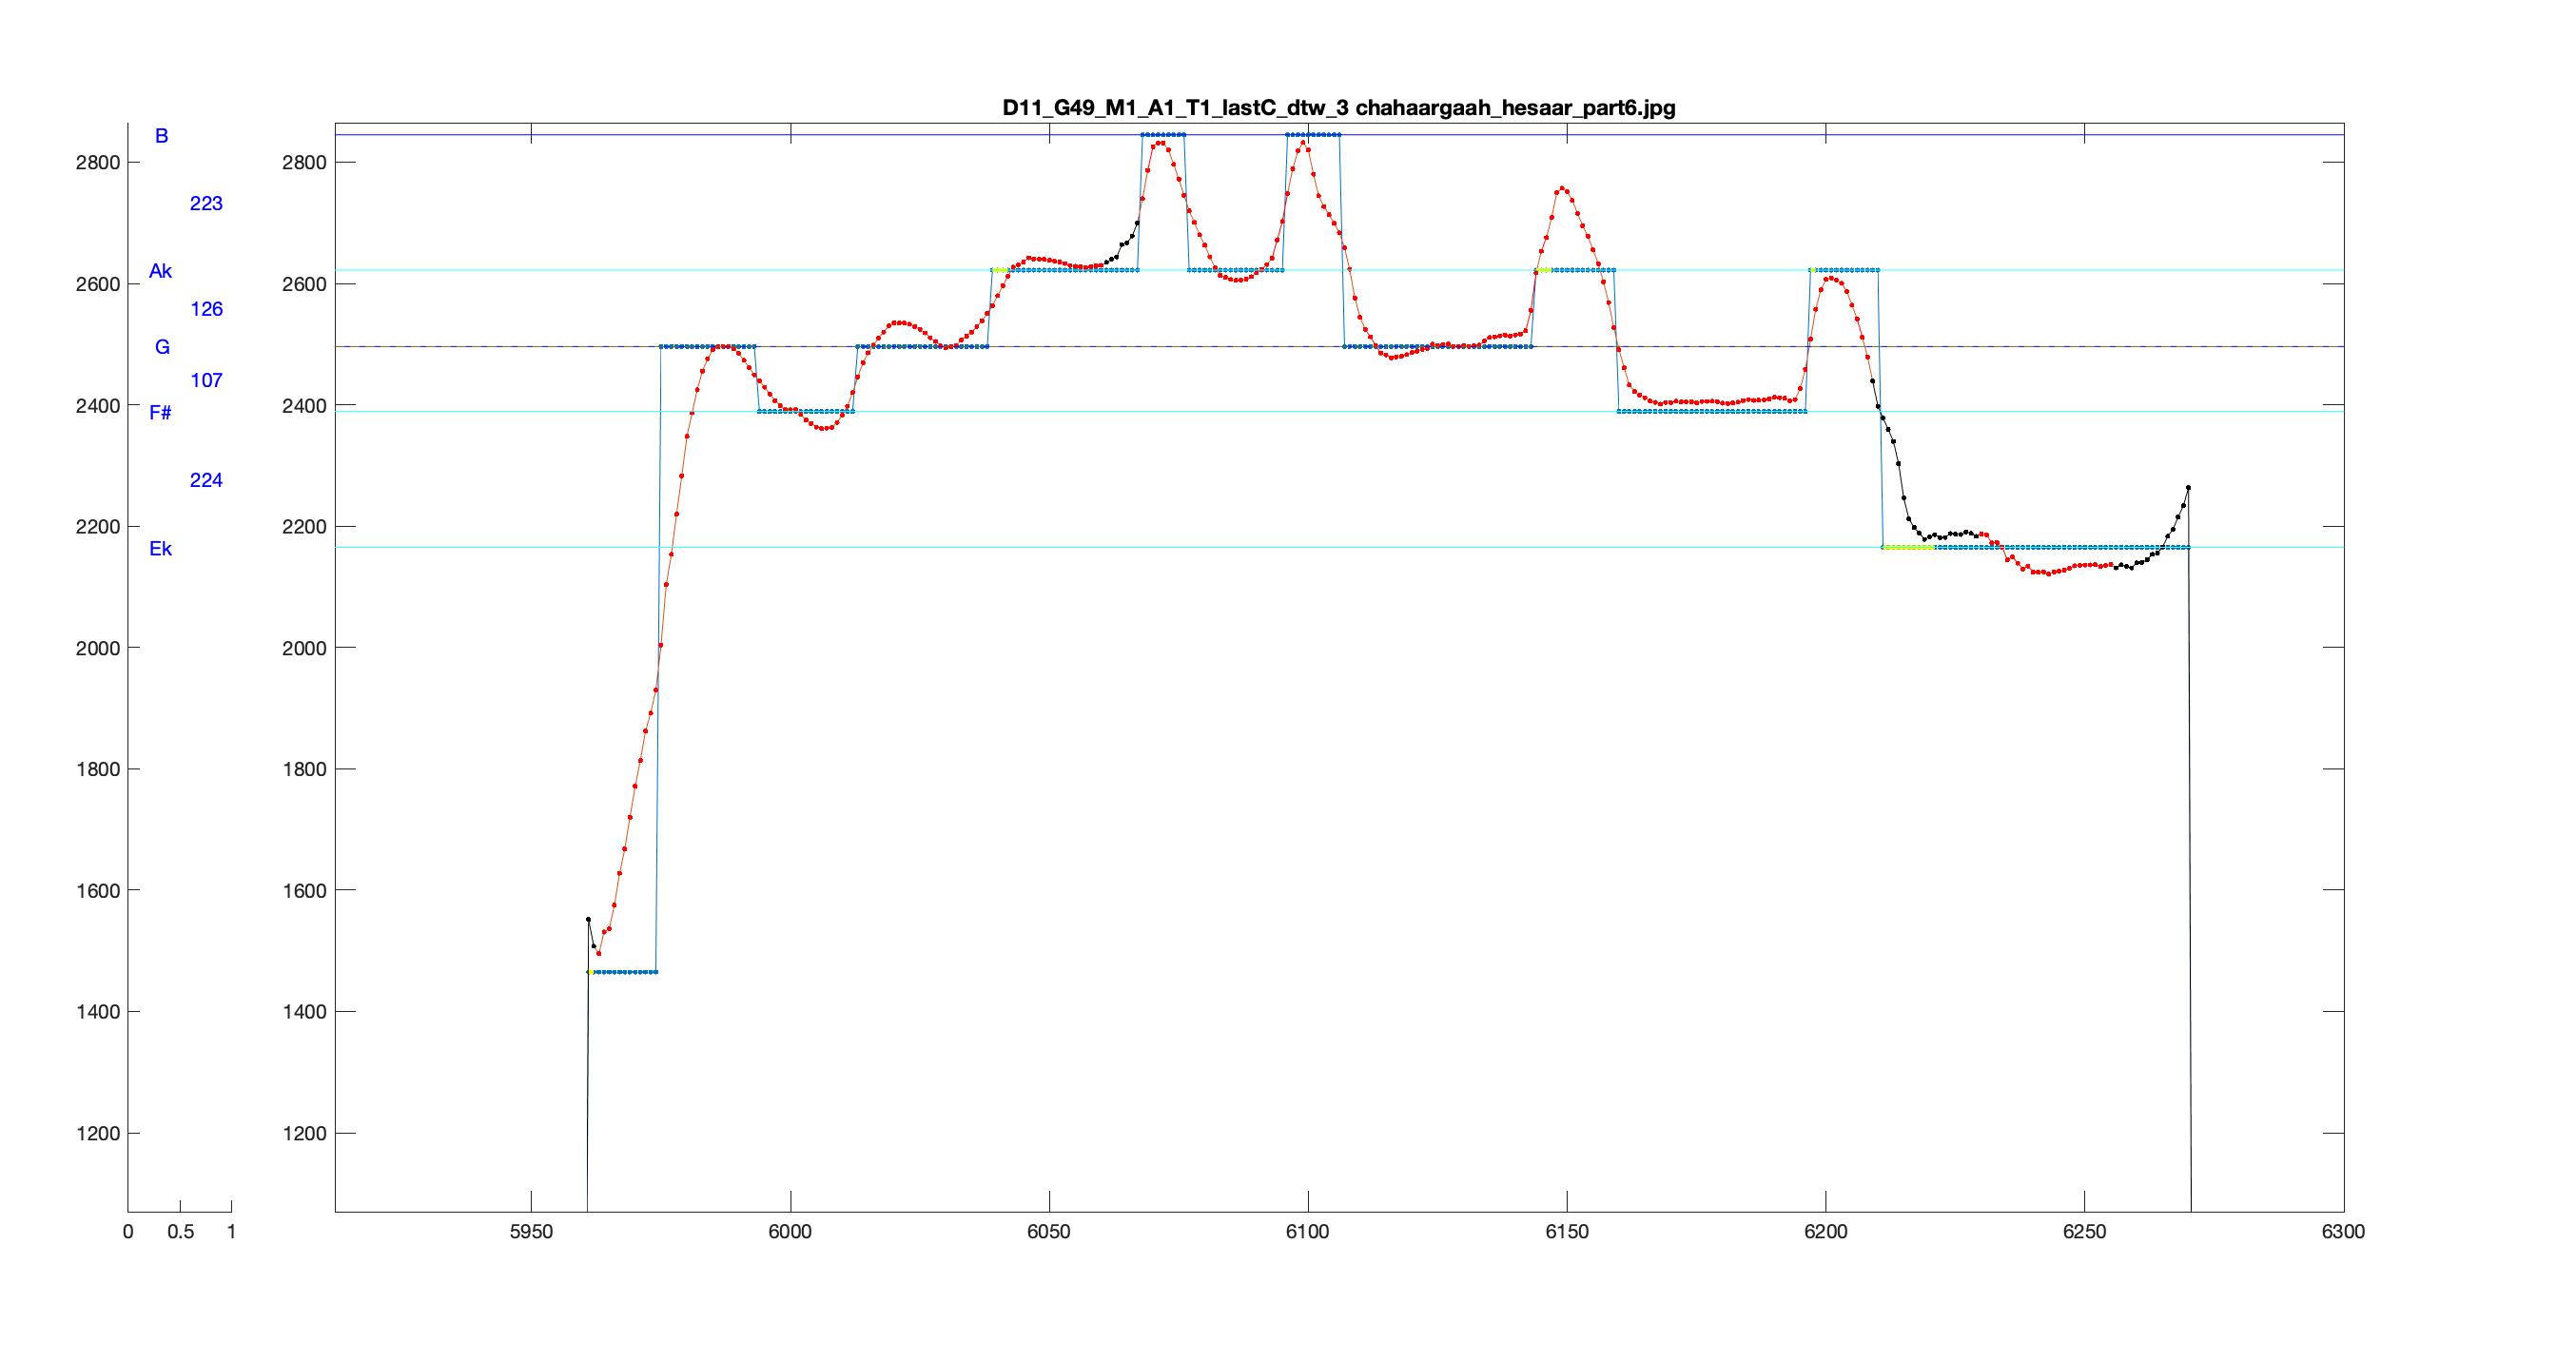 D11_G49_M1_A1_T1_lastC_dtw_3 chahaargaah_hesaar_part6.jpg
B
2800 2800
223
Ak
2600 2600
126
G
107
2400 F# 2400
224
2200 2200
Ek
2000 2000
1800 1800
1600 1600
1400 1400
1200 1200
0 0.5 1 5950 6000 6050 6100 6150 6200 6250 6300